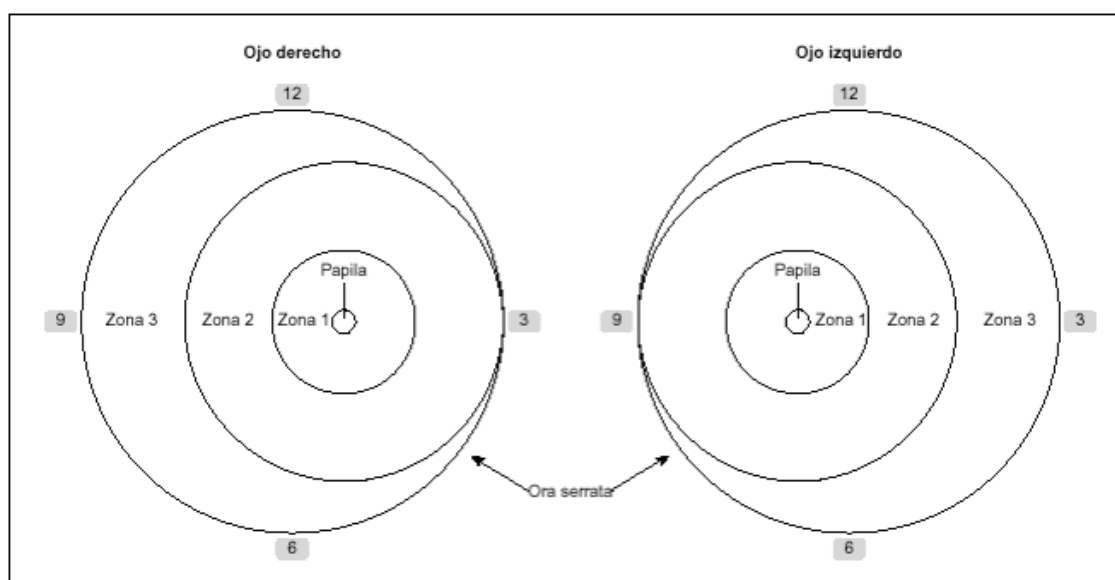 Ojo derecho
Ojo izquierdo
12
12
Papila
Papila
9
Zona 3
Zona 2
Zona 1
3
9
Zona 1
Zona 2
Zona 3
3
Ora serrata
6
6